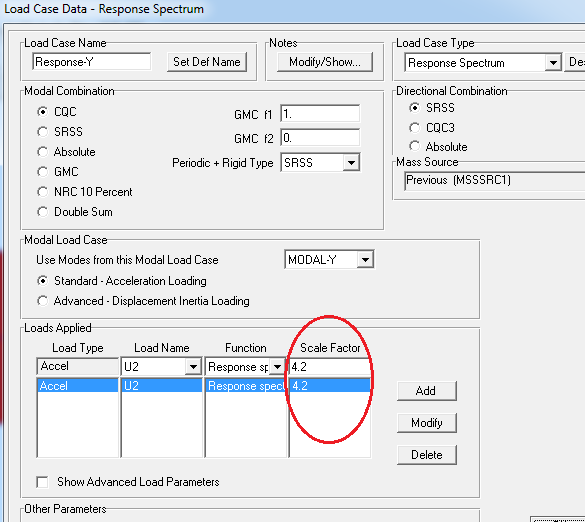 Load Case Data - Response Spectrum
Load Case Name
Response-Y
Set Def Name
Notes
Modify/Show...
Load Case Type
Response Spectrum
Modal Combination
CQC
SRSS
Absolute
GMC
NRC 10 Percent
Double Sum
GMC f1
1.
GMC f2
0.
Periodic + Rigid Type
SRSS
Directional Combination
SRSS
CQC3
Absolute
Mass Source
Previous (MSSSRC1)
Modal Load Case
Use Modes from this Modal Load Case
MODAL-Y
Standard - Acceleration Loading
Advanced - Displacement Inertia Loading
Loads Applied
Load Type Load Name Function Scale Factor
Accel U2 Response sp 4.2
Accel U2 Response spect 4.2
Add
Modify
Delete
Show Advanced Load Parameters
Other Parameters